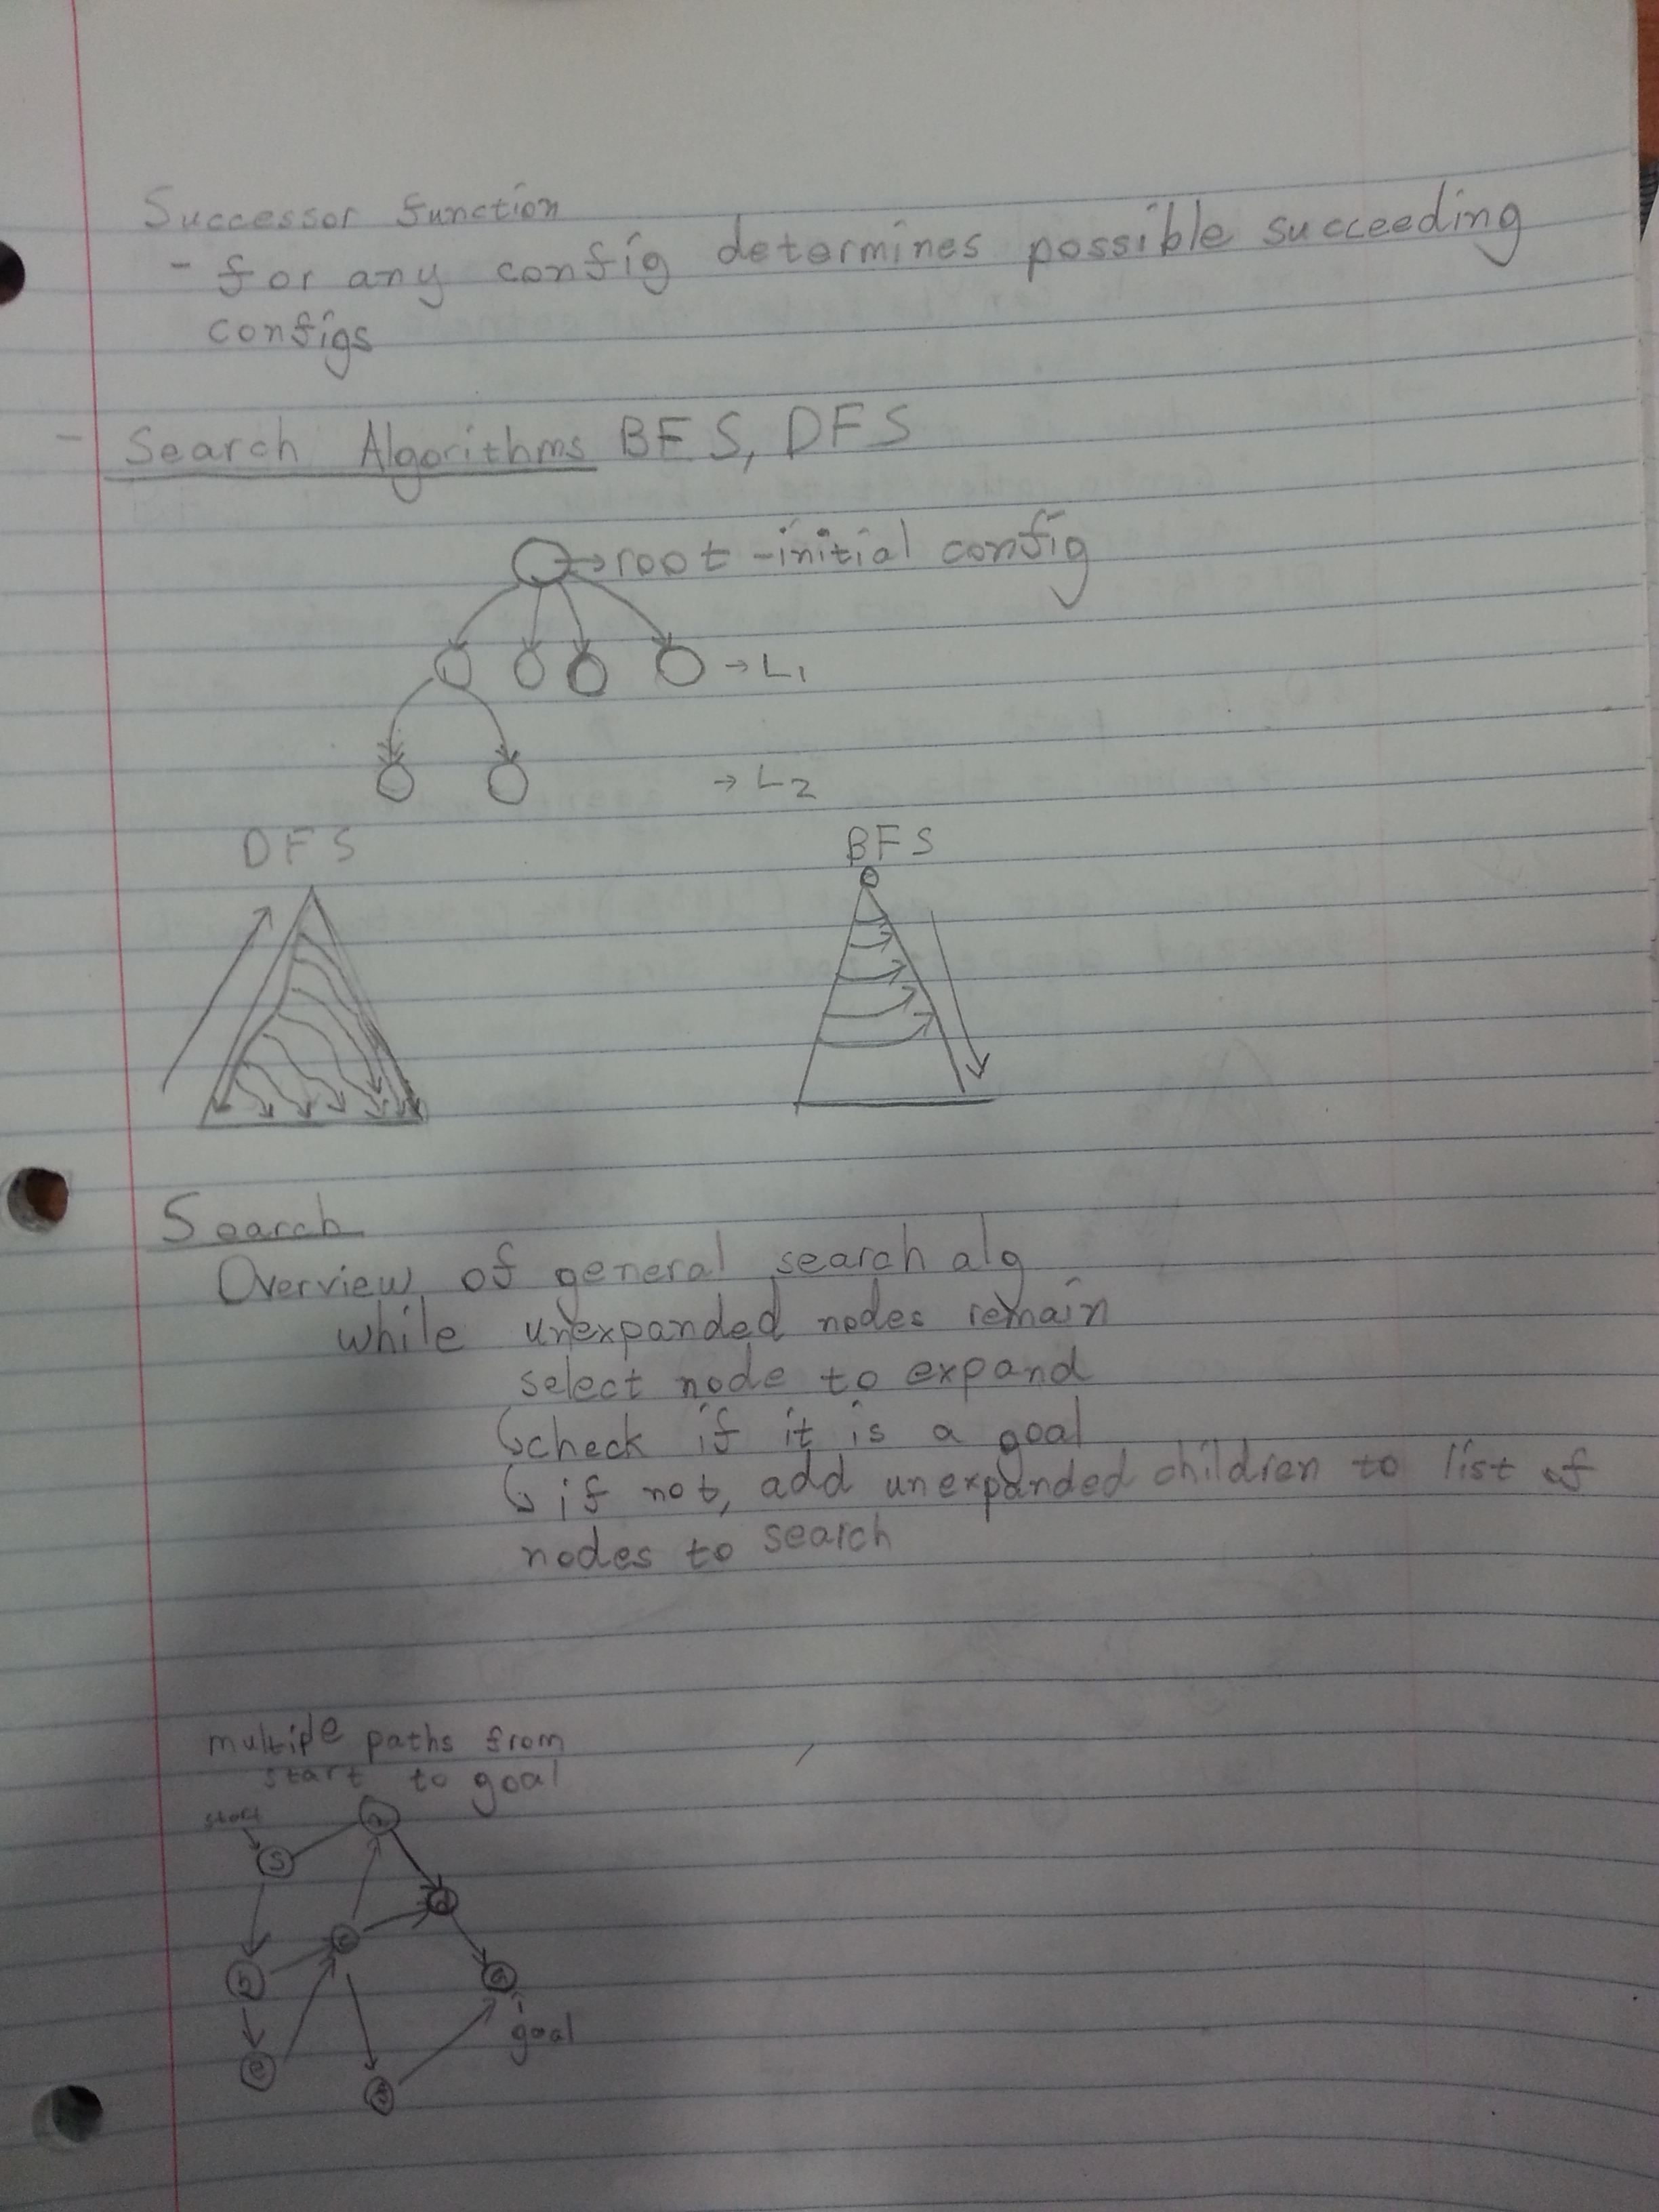 Successor function
- for any config determines possible succeeding
configs
- Search Algorithms BFS, DFS
→ root - initial config
→ L1
→ L2
DFS
BFS
Search
Overview of general search alg
while unexpanded nodes remain
select node to expand
↳ check if it is a goal
↳ if not, add unexpanded children to list of
nodes to search
multiple paths from
start to goal
start
S
d
c
b
G
goal
e